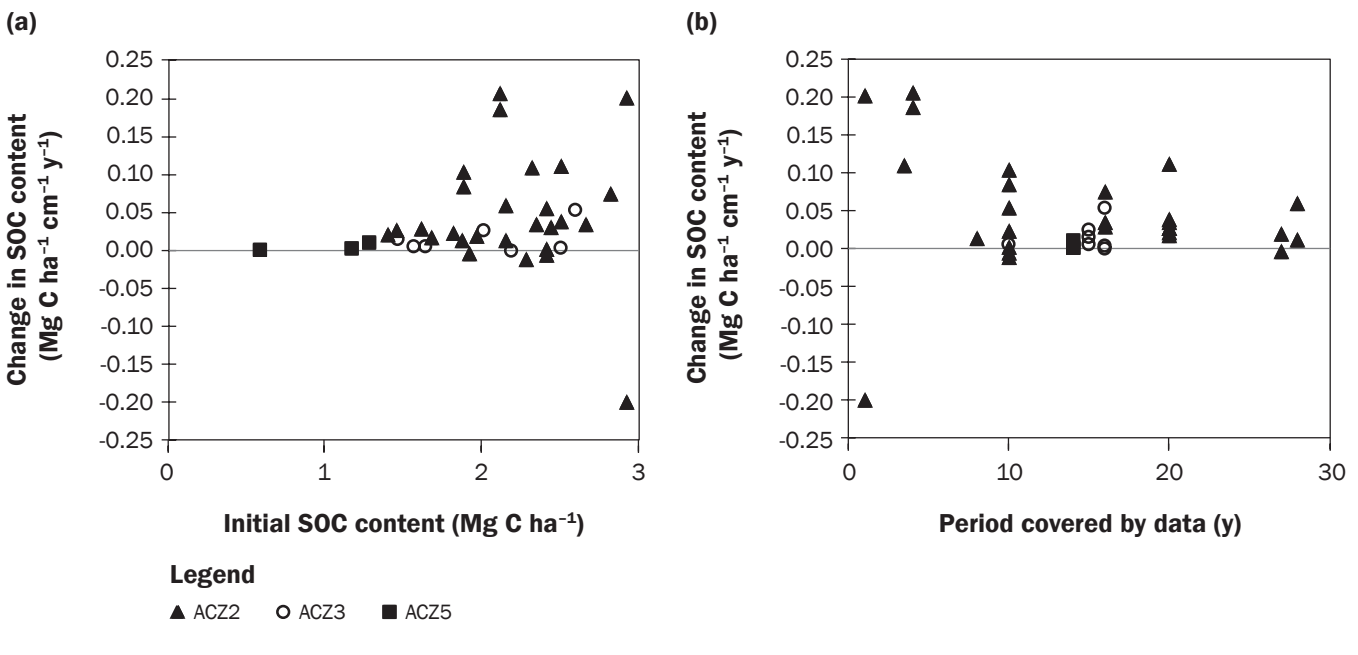 (a)
Change in SOC content
(Mg C ha⁻¹ cm⁻¹ y⁻¹)
0.25
0.20
0.15
0.10
0.05
0.00
-0.05
-0.10
-0.15
-0.20
-0.25
0 1 2 3
Initial SOC content (Mg C ha⁻¹)
(b)
Change in SOC content
(Mg C ha⁻¹ cm⁻¹ y⁻¹)
0.25
0.20
0.15
0.10
0.05
0.00
-0.05
-0.10
-0.15
-0.20
-0.25
0 10 20 30
Period covered by data (y)
Legend
ACZ2 ACZ3 ACZ5